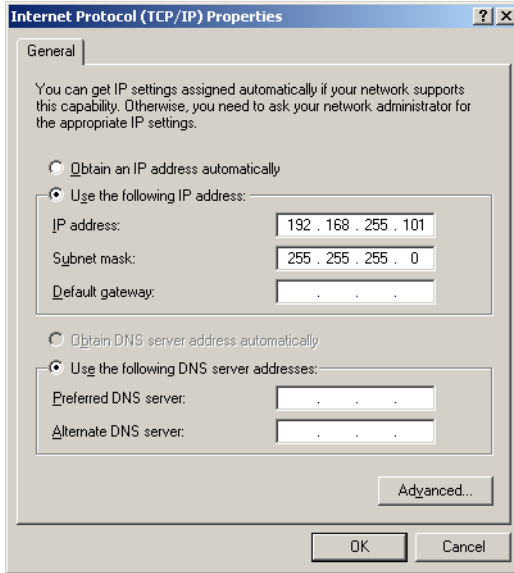 Internet Protocol (TCP/IP) Properties
General
You can get IP settings assigned automatically if your network supports
this capability. Otherwise, you need to ask your network administrator for
the appropriate IP settings.
Obtain an IP address automatically
Use the following IP address:
IP address: 192 . 168 . 255 . 101
Subnet mask: 255 . 255 . 255 . 0
Default gateway: . . .
Obtain DNS server address automatically
Use the following DNS server addresses:
Preferred DNS server: . . .
Alternate DNS server: . . .
Advanced...
OK Cancel